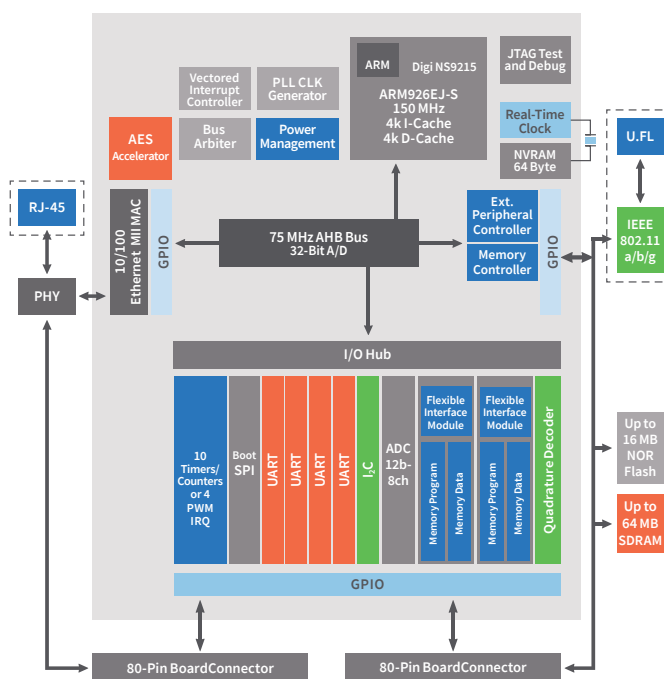 ARM
Digi NS9215
ARM926EJ-S
150 MHz
4k I-Cache
4k D-Cache
JTAG Test
and Debug
Vectored
Interrupt
Controller
PLL CLK
Generator
Bus
Arbiter
Power
Management
AES
Accelerator
Real-Time
Clock
NVRAM
64 Byte
U.FL
IEEE
802.11
a/b/g
RJ-45
PHY
10/100
Ethernet MII MAC
GPIO
75 MHz AHB Bus
32-Bit A/D
Ext.
Peripheral
Controller
Memory
Controller
GPIO
I/O Hub
10
Timers/
Counters
or 4
PWM
IRQ
Boot
SPI
UART
UART
UART
UART
I2C
ADC
12b-
8ch
Flexible
Interface
Module
Memory Program
Memory Data
Flexible
Interface
Module
Memory Program
Memory Data
Quadrature Decoder
Up to
16 MB
NOR
Flash
Up to
64 MB
SDRAM
GPIO
80-Pin BoardConnector
80-Pin BoardConnector